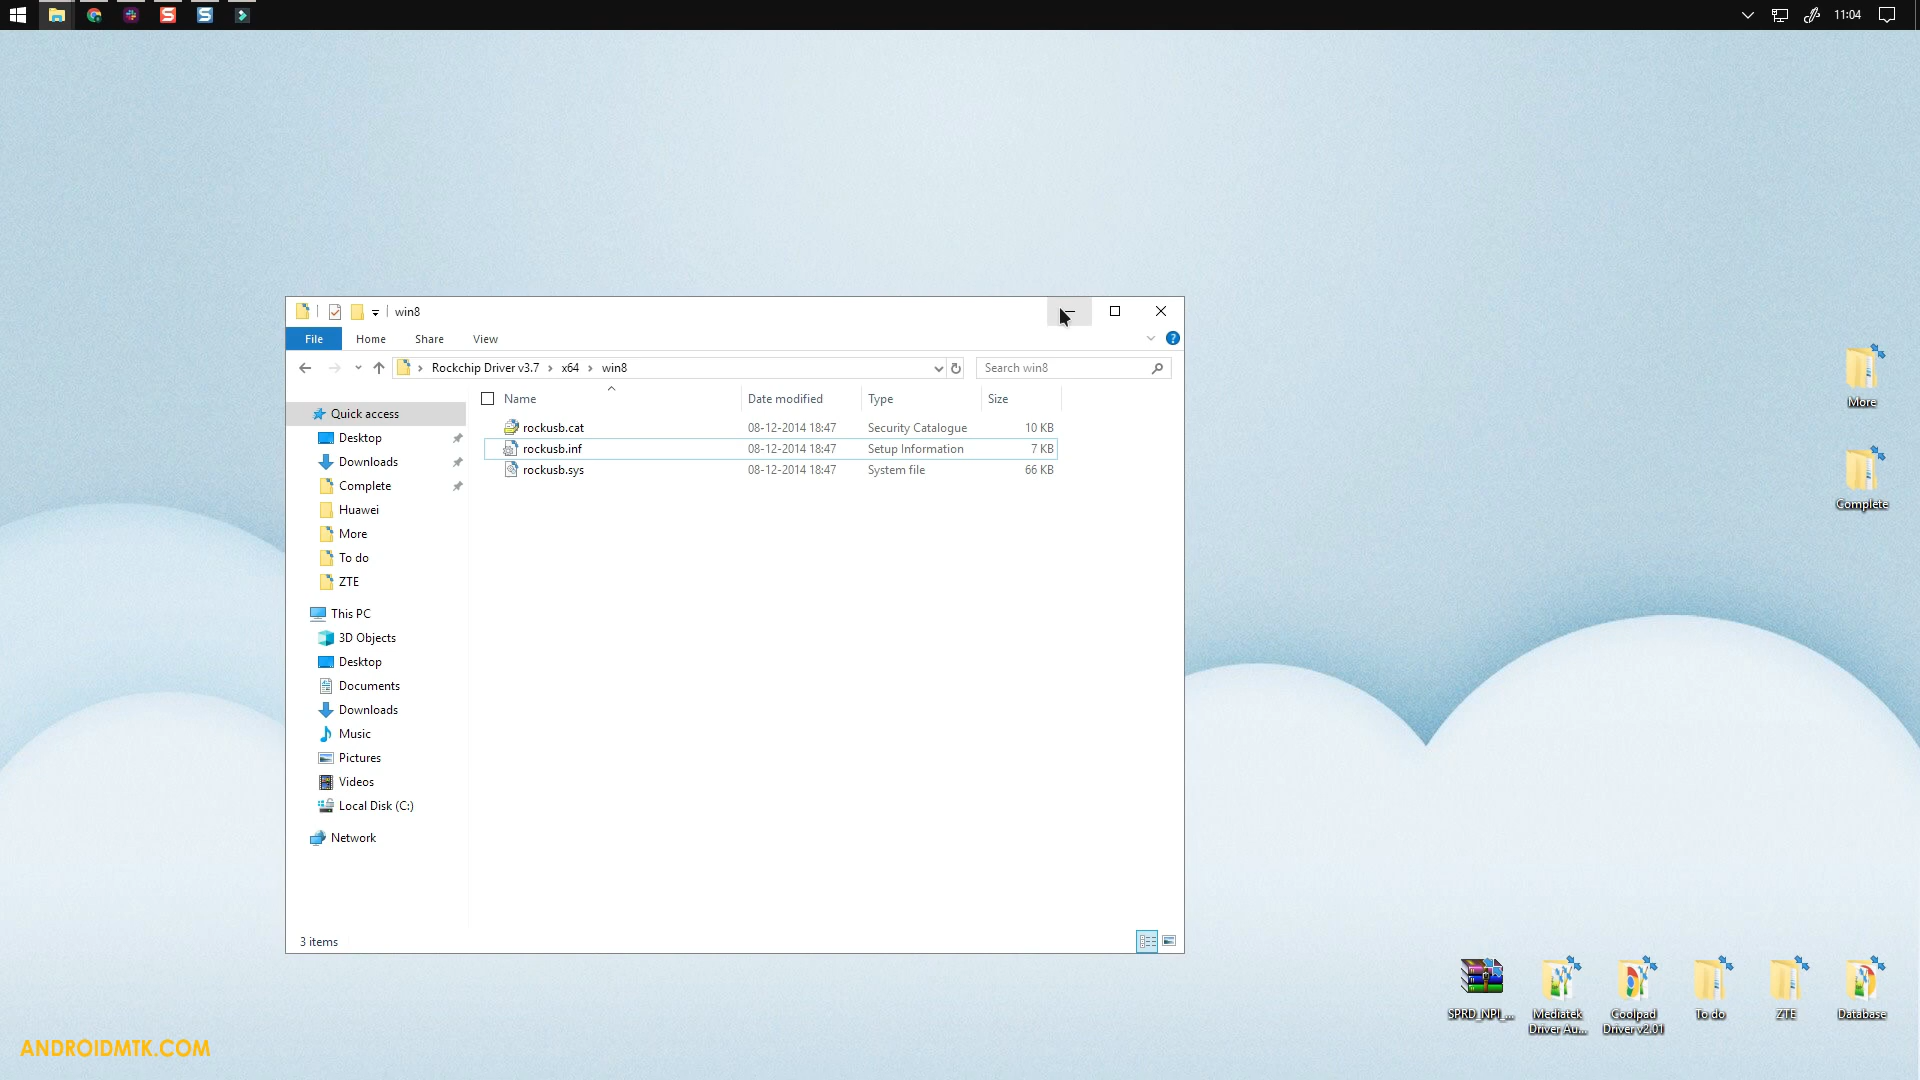 11:04
win8
File Home Share View
Rockchip Driver v3.7 x64 win8
Search win8
Name Date modified Type Size
rockusb.cat 08-12-2014 18:47 Security Catalogue 10 KB
rockusb.inf 08-12-2014 18:47 Setup Information 7 KB
rockusb.sys 08-12-2014 18:47 System file 66 KB
Quick access
Desktop
Downloads
Complete
Huawei
More
To do
ZTE
This PC
3D Objects
Desktop
Documents
Downloads
Music
Pictures
Videos
Local Disk (C:)
Network
3 items
More
Complete
SPRD_NPI_...
Mediatek
Driver Au...
Coolpad
Driver v2.01
To do
ZTE
Database
ANDROIDMTK.COM